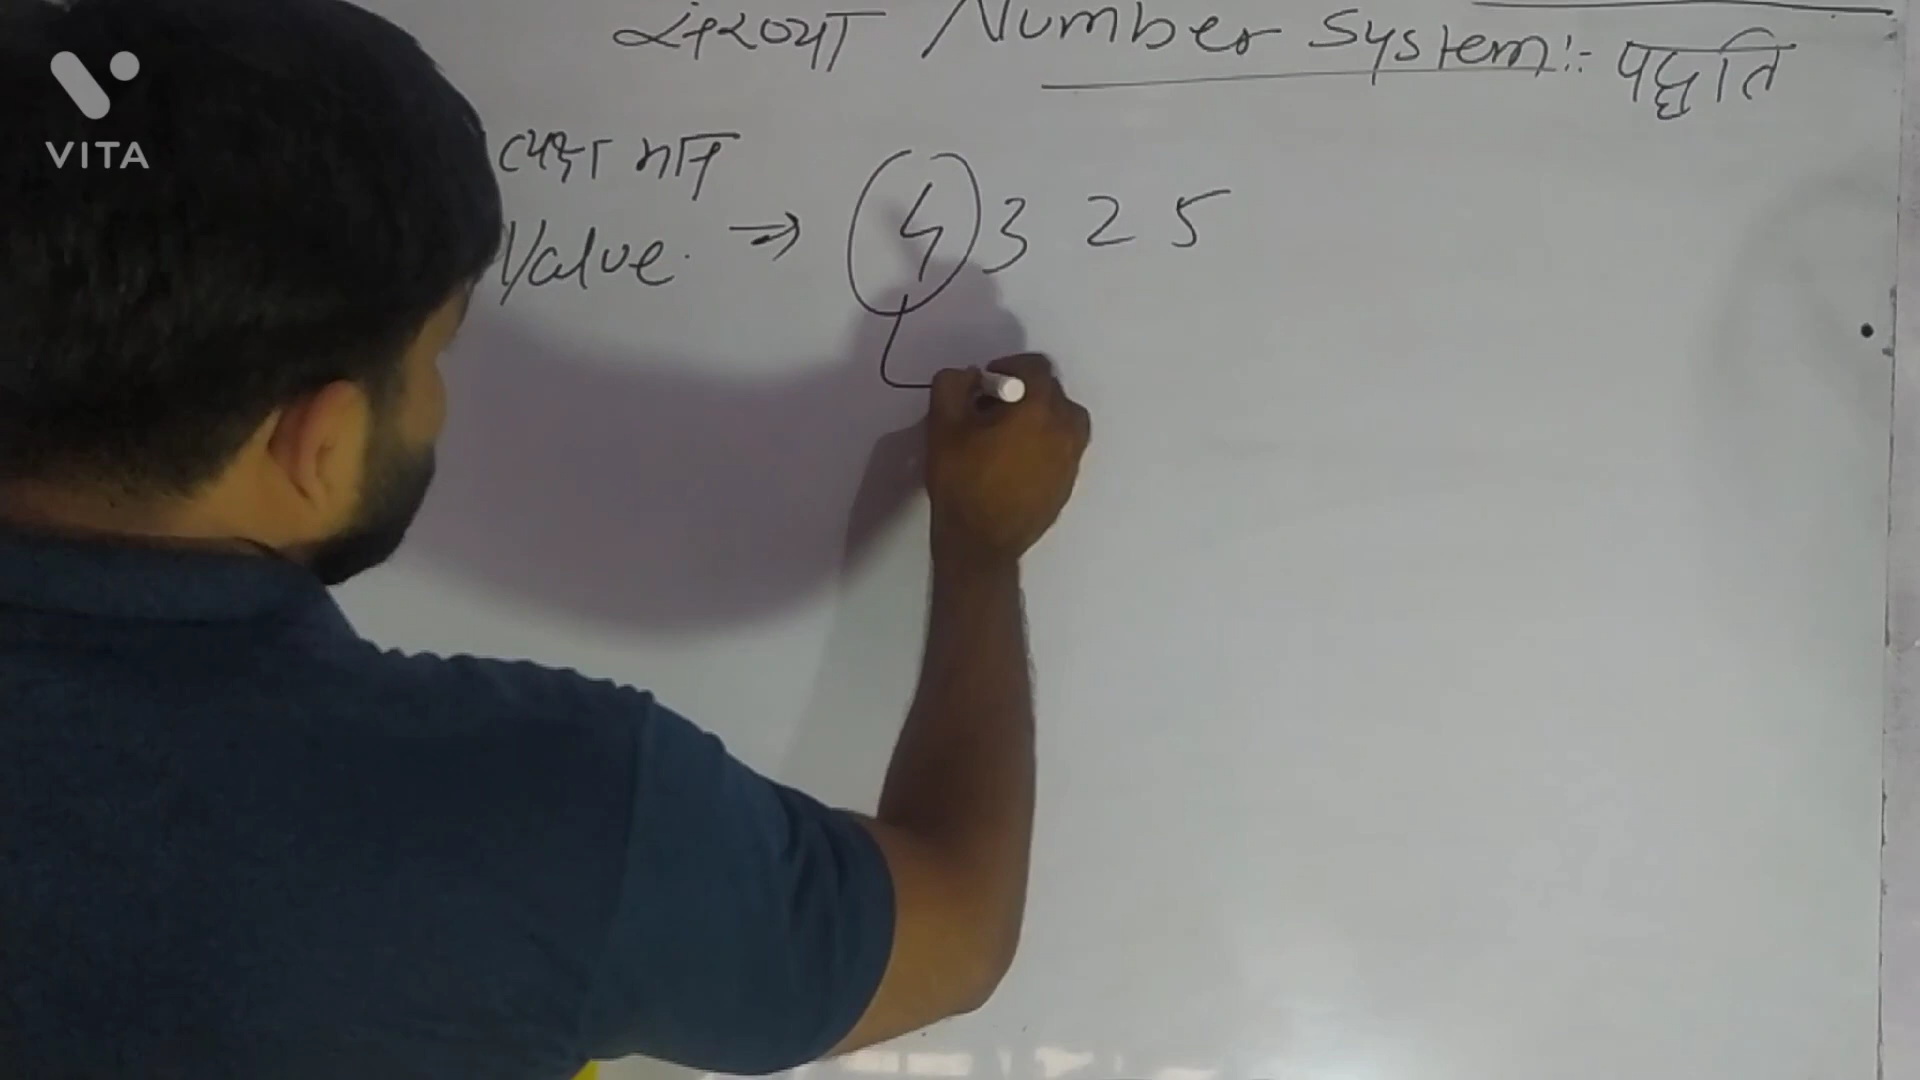 संख्या / Number System:- पद्धति
VITA
Value → 4 3 2 5